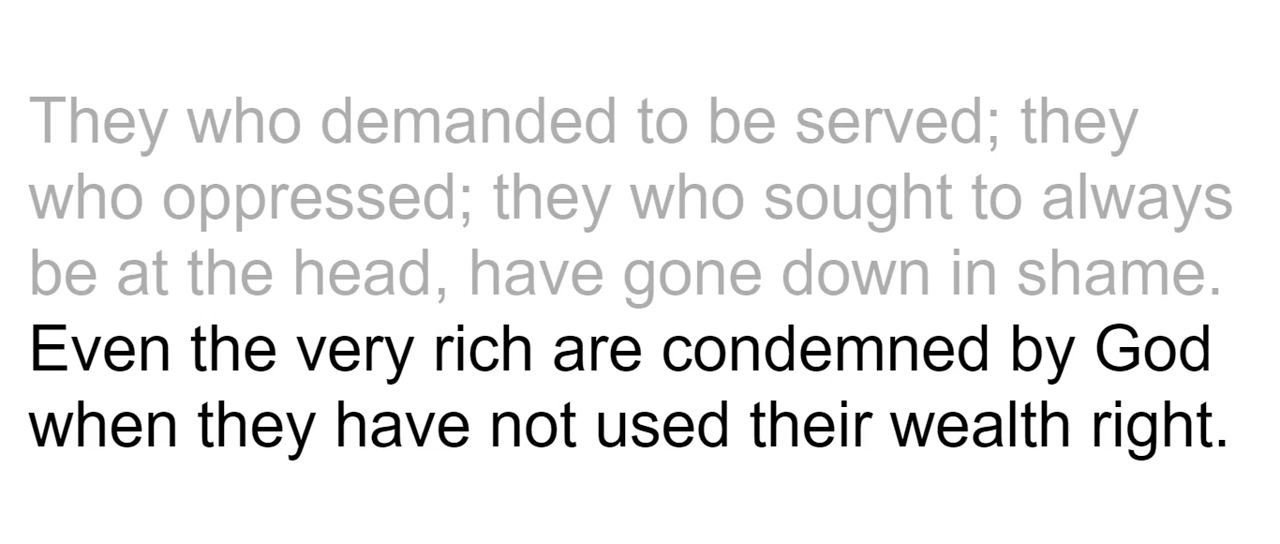 They who demanded to be served; they
who oppressed; they who sought to always
be at the head, have gone down in shame.
Even the very rich are condemned by God
when they have not used their wealth right.